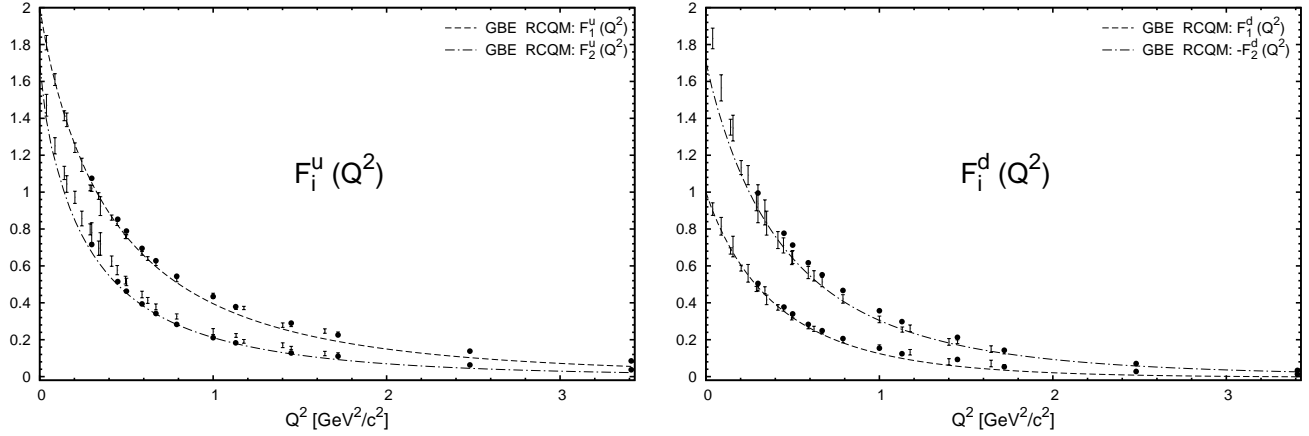 2
1.8
1.6
1.4
1.2
1
0.8
0.6
0.4
0.2
0
0 1 2 3
Q² [GeV²/c²]
GBE RCQM: F₁ᵘ (Q²)
GBE RCQM: F₂ᵘ (Q²)
Fᵢᵘ (Q²)
2
1.8
1.6
1.4
1.2
1
0.8
0.6
0.4
0.2
0
0 1 2 3
Q² [GeV²/c²]
GBE RCQM: F₁ᵈ (Q²)
GBE RCQM: -F₂ᵈ (Q²)
Fᵢᵈ (Q²)